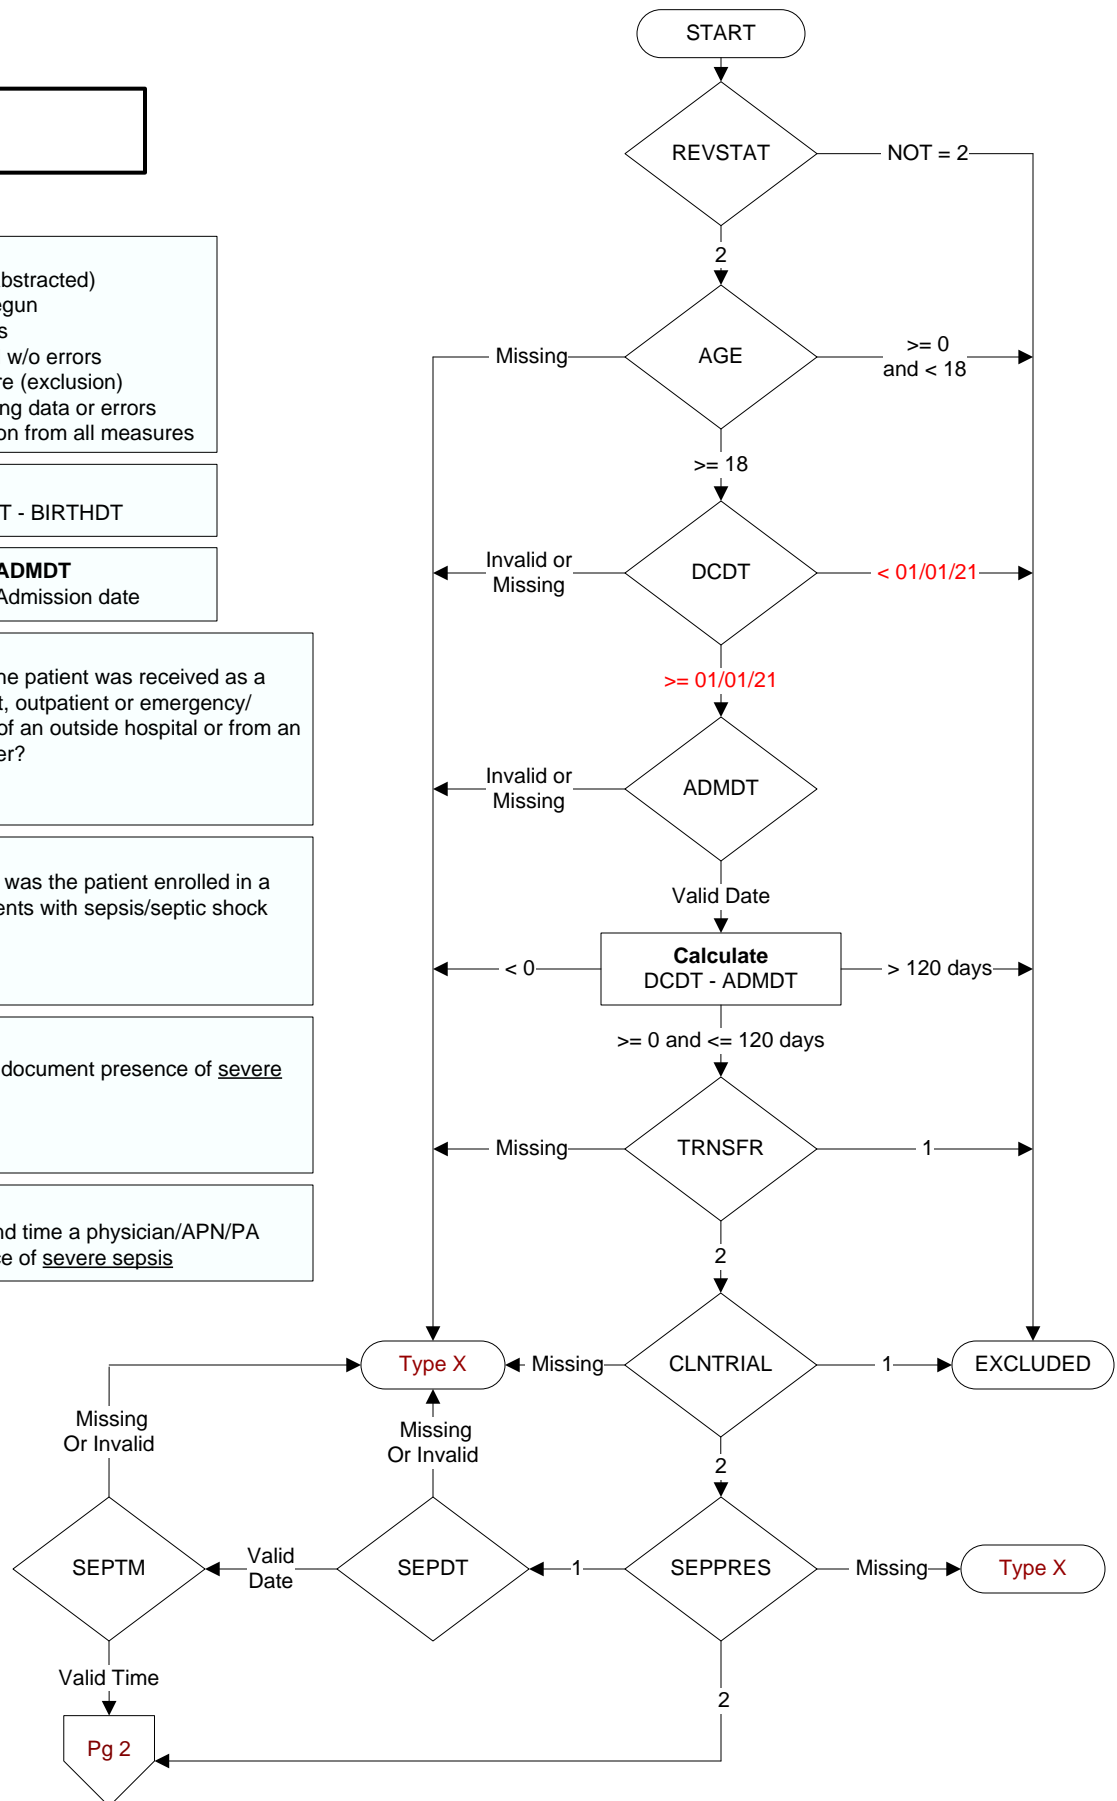 START
REVSTAT
NOT = 2
2
bstracted)
egun
s
w/o errors
re (exclusion)
ng data or errors
on from all measures
AGE
Missing
>= 0
and < 18
>= 18
T - BIRTHDT
ADMDT
Admission date
DCDT
Invalid or
Missing
< 01/01/21
>= 01/01/21
ne patient was received as a
t, outpatient or emergency/
of an outside hospital or from an
er?
ADMDT
Invalid or
Missing
Valid Date
was the patient enrolled in a
ents with sepsis/septic shock
Calculate
DCDT - ADMDT
< 0
> 120 days
>= 0 and <= 120 days
document presence of severe
TRNSFR
Missing
1
2
nd time a physician/APN/PA
ce of severe sepsis
Type X
Missing
CLNTRIAL
1
EXCLUDED
2
Missing
Or Invalid
Missing
Or Invalid
SEPTM
Valid
Date
SEPDT
1
SEPPRES
Missing
Type X
Valid Time
2
Pg 2